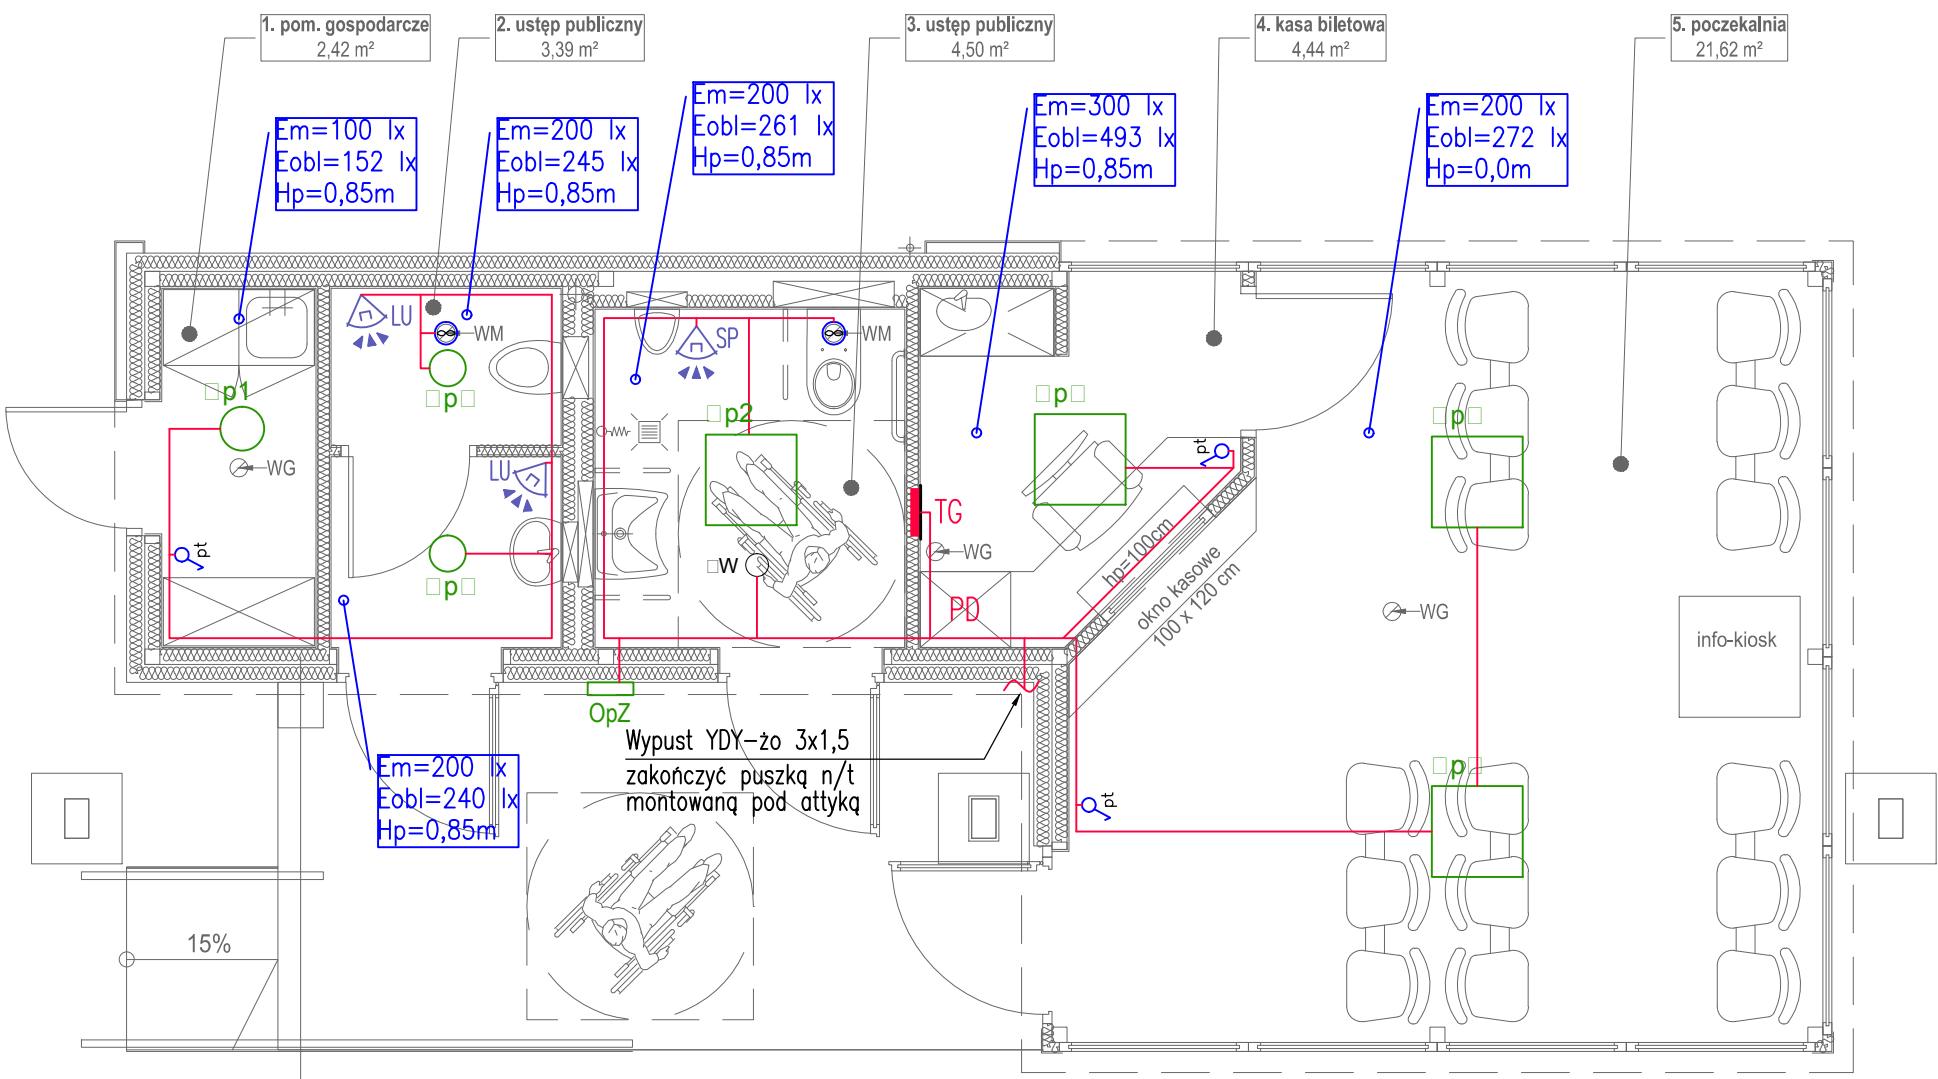 1. pom. gospodarcze
2,42 m²
2. ustęp publiczny
3,39 m²
3. ustęp publiczny
4,50 m²
4. kasa biletowa
4,44 m²
5. poczekalnia
21,62 m²
Em=100 lx
Eobl=152 lx
Hp=0,85m
Em=200 lx
Eobl=245 lx
Hp=0,85m
Em=200 lx
Eobl=261 lx
Hp=0,85m
Em=300 lx
Eobl=493 lx
Hp=0,85m
Em=200 lx
Eobl=272 lx
Hp=0,0m
LU
WM
SP
WM
□p1
□p□
□p2
□p□
□p□
WG
LU
pt
pt
TG
WG
□W
□p□
hp=100cm
okno kasowe
100 x 120 cm
PD
WG
info-kiosk
OpZ
Wypust YDY-żo 3x1,5
zakończyć puszką n/t
montowaną pod attyką
□p□
pt
Em=200 lx
Eobl=240 lx
Hp=0,85m
15%